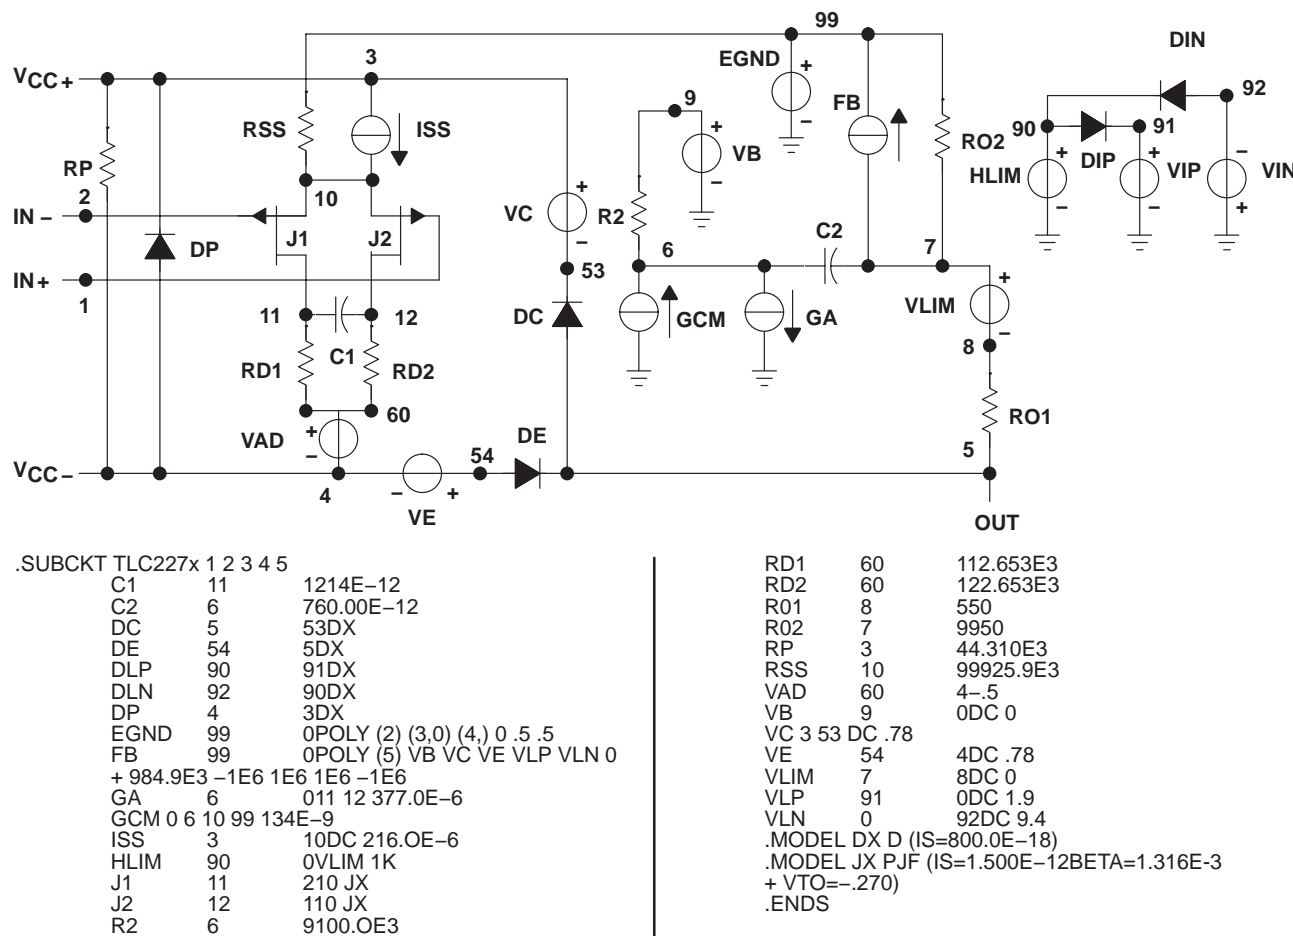 99
DIN
3
VCC+
EGND
+
−
FB
92
9
RSS
ISS
+
VB
−
90
91
RO2
DIP
+
HLIM
−
+
VIP
−
−
VIN
+
RP
10
2
IN −
J1
J2
DP
VC
+
−
R2
C2
6
7
IN+
1
53
GCM
GA
VLIM
+
−
11
12
C1
DC
8
RD1
RD2
60
RO1
VAD
+
−
DE
54
5
VCC−
4
−
+
VE
OUT
.SUBCKT TLC227x 1 2 3 4 5
C1 11 1214E−12
C2 6 760.00E−12
DC 5 53DX
DE 54 5DX
DLP 90 91DX
DLN 92 90DX
DP 4 3DX
EGND 99 0POLY (2) (3,0) (4,) 0 .5 .5
FB 99 0POLY (5) VB VC VE VLP VLN 0
+ 984.9E3 −1E6 1E6 1E6 −1E6
GA 6 011 12 377.0E−6
GCM 0 6 10 99 134E−9
ISS 3 10DC 216.OE−6
HLIM 90 0VLIM 1K
J1 11 210 JX
J2 12 110 JX
R2 6 9100.OE3
RD1 60 112.653E3
RD2 60 122.653E3
R01 8 550
R02 7 9950
RP 3 44.310E3
RSS 10 99925.9E3
VAD 60 4−.5
VB 9 0DC 0
VC 3 53 DC .78
VE 54 4DC .78
VLIM 7 8DC 0
VLP 91 0DC 1.9
VLN 0 92DC 9.4
.MODEL DX D (IS=800.0E−18)
.MODEL JX PJF (IS=1.500E−12BETA=1.316E-3
+ VTO=−.270)
.ENDS